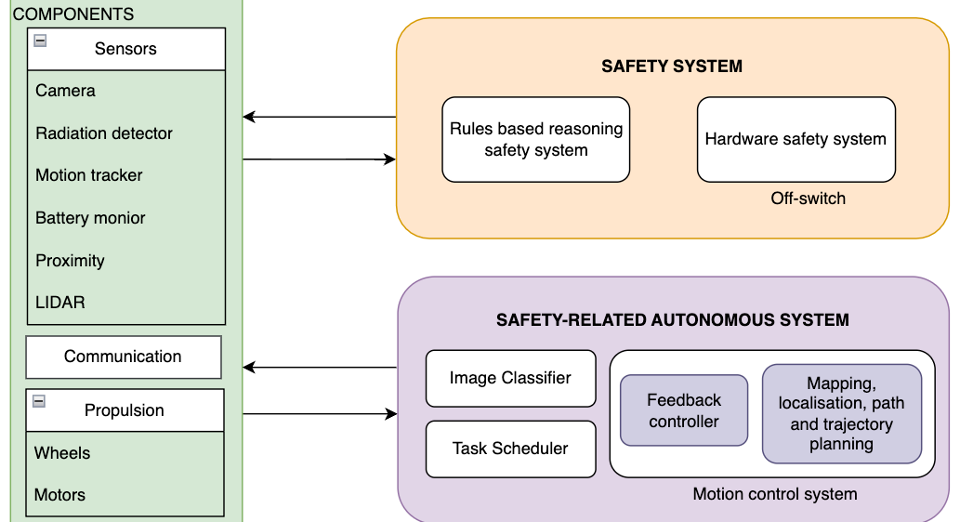 COMPONENTS
Sensors
Camera
Radiation detector
Motion tracker
Battery monior
Proximity
LIDAR
Communication
Propulsion
Wheels
Motors
SAFETY SYSTEM
Rules based reasoning
safety system
Hardware safety system
Off-switch
SAFETY-RELATED AUTONOMOUS SYSTEM
Image Classifier
Task Scheduler
Feedback
controller
Mapping,
localisation, path
and trajectory
planning
Motion control system